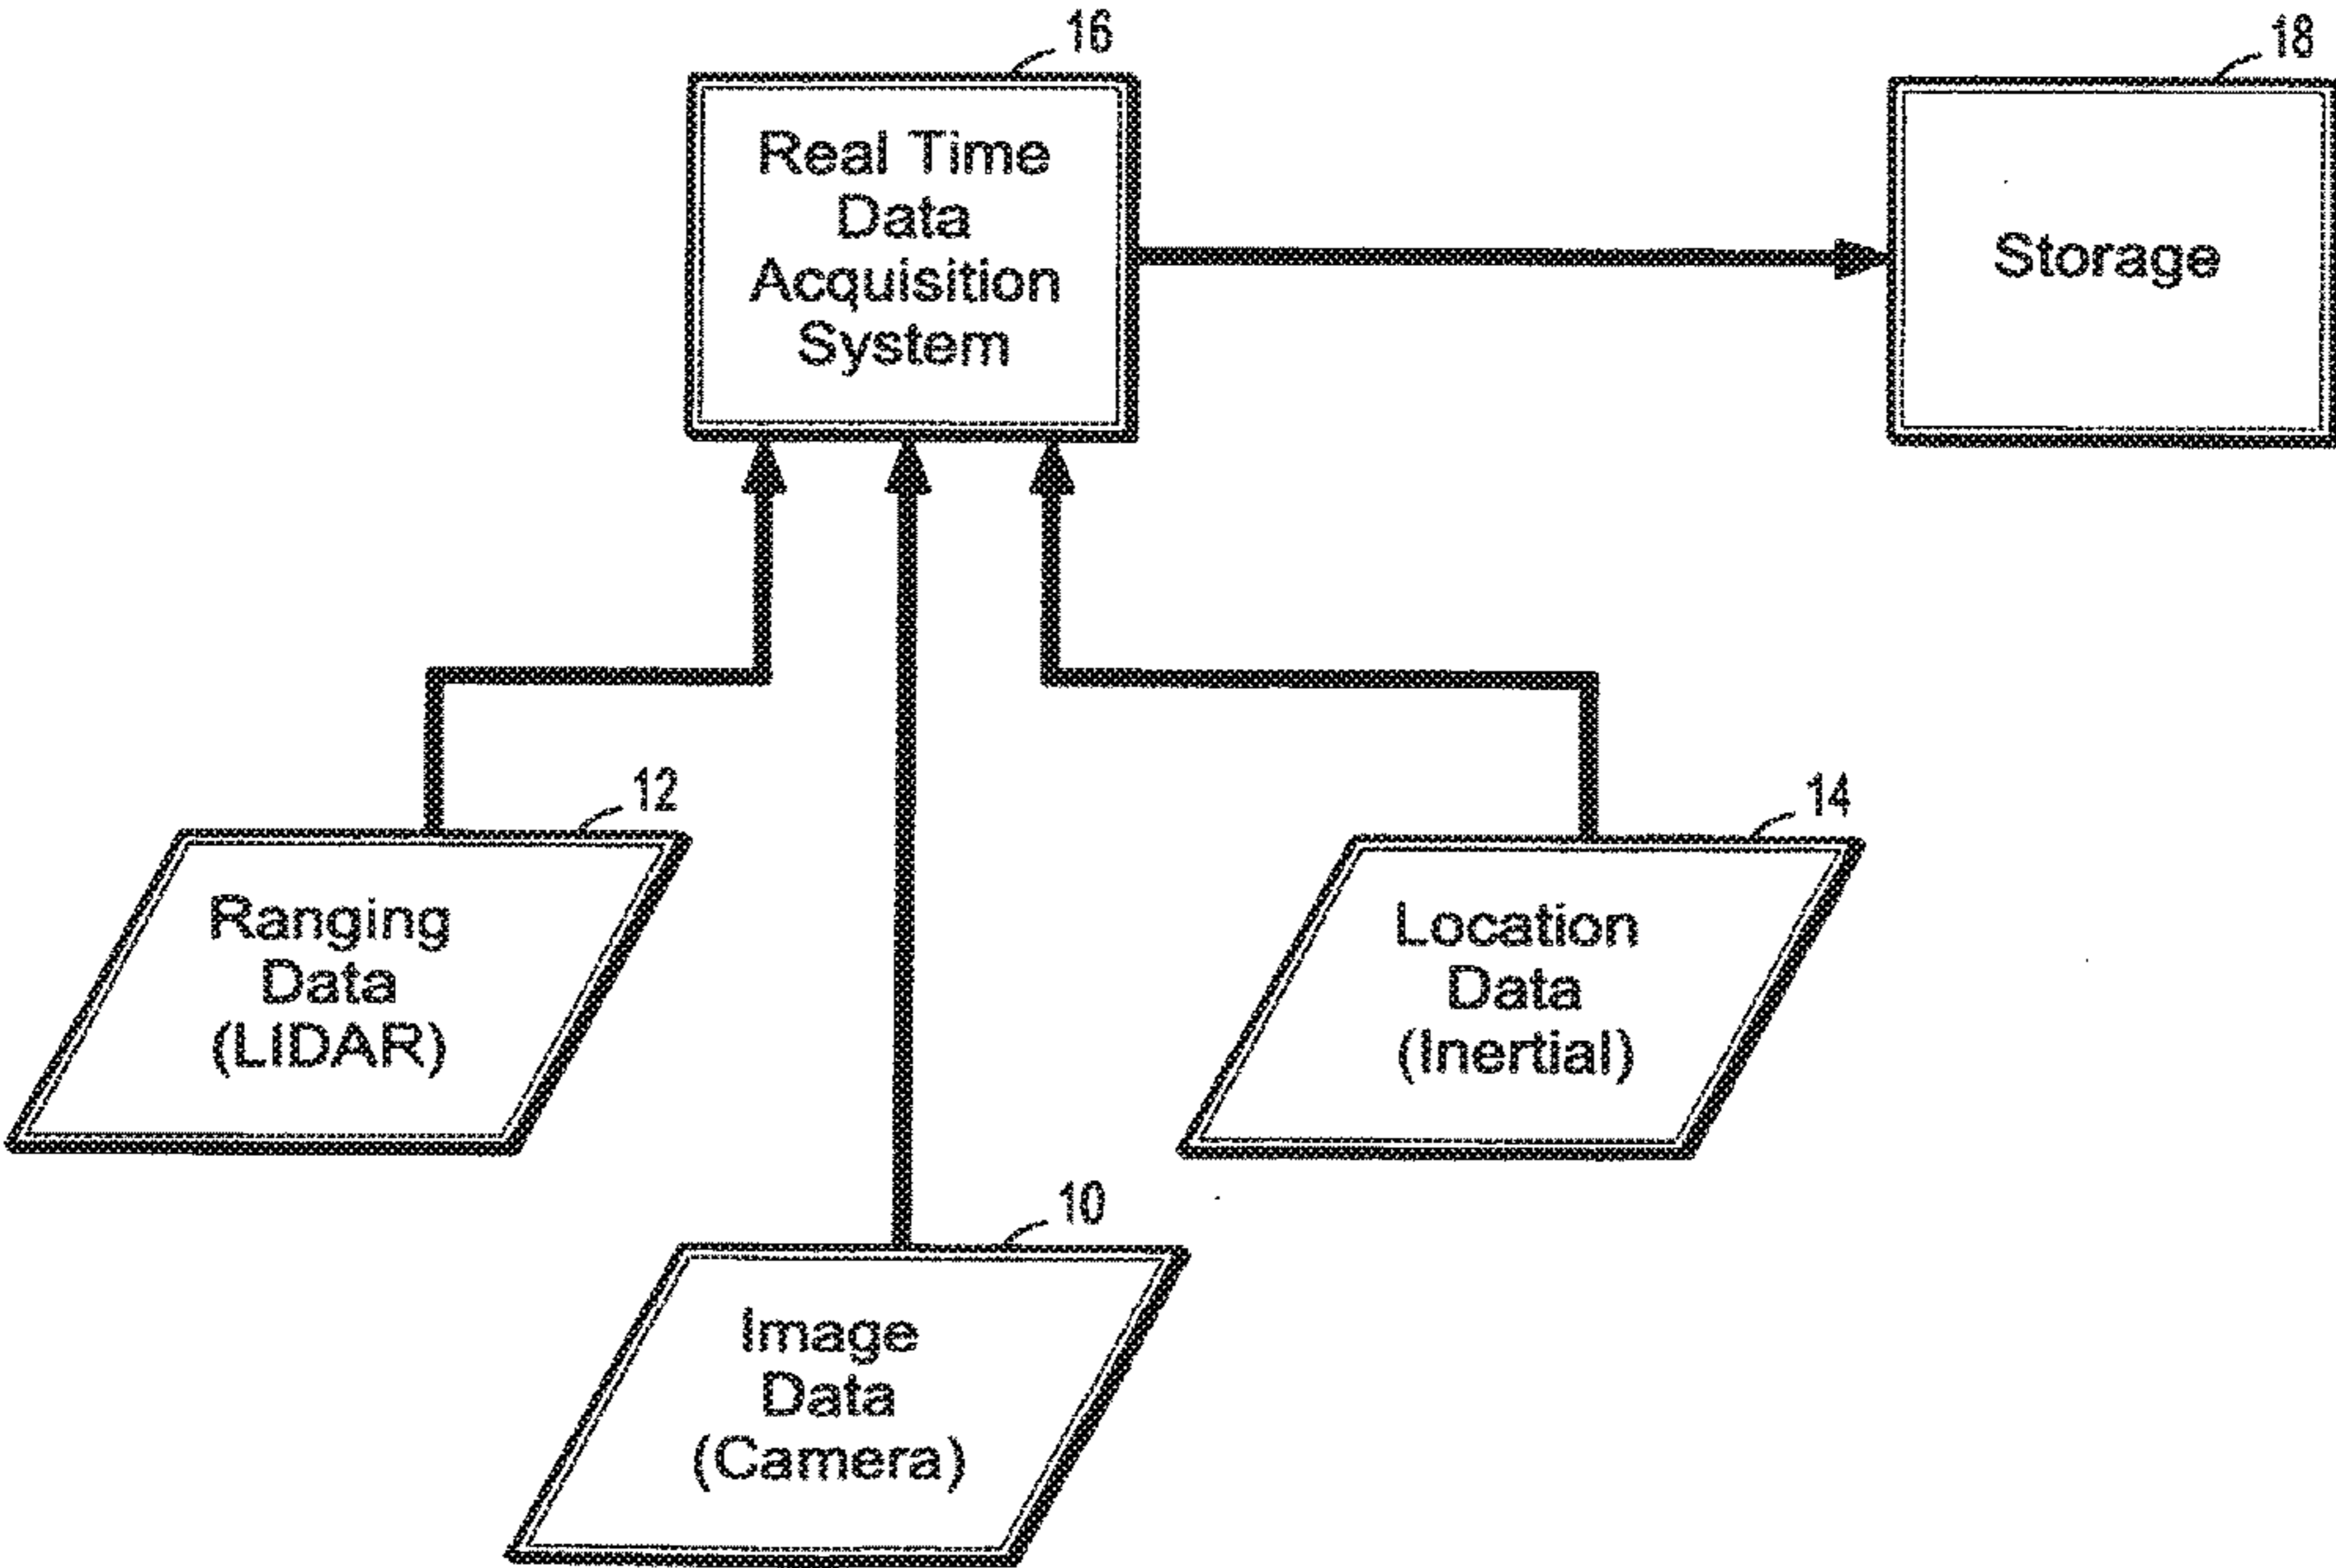 16
Real Time
Data
Acquisition
System
18
Storage
12
Ranging
Data
(LIDAR)
14
Location
Data
(Inertial)
10
Image
Data
(Camera)